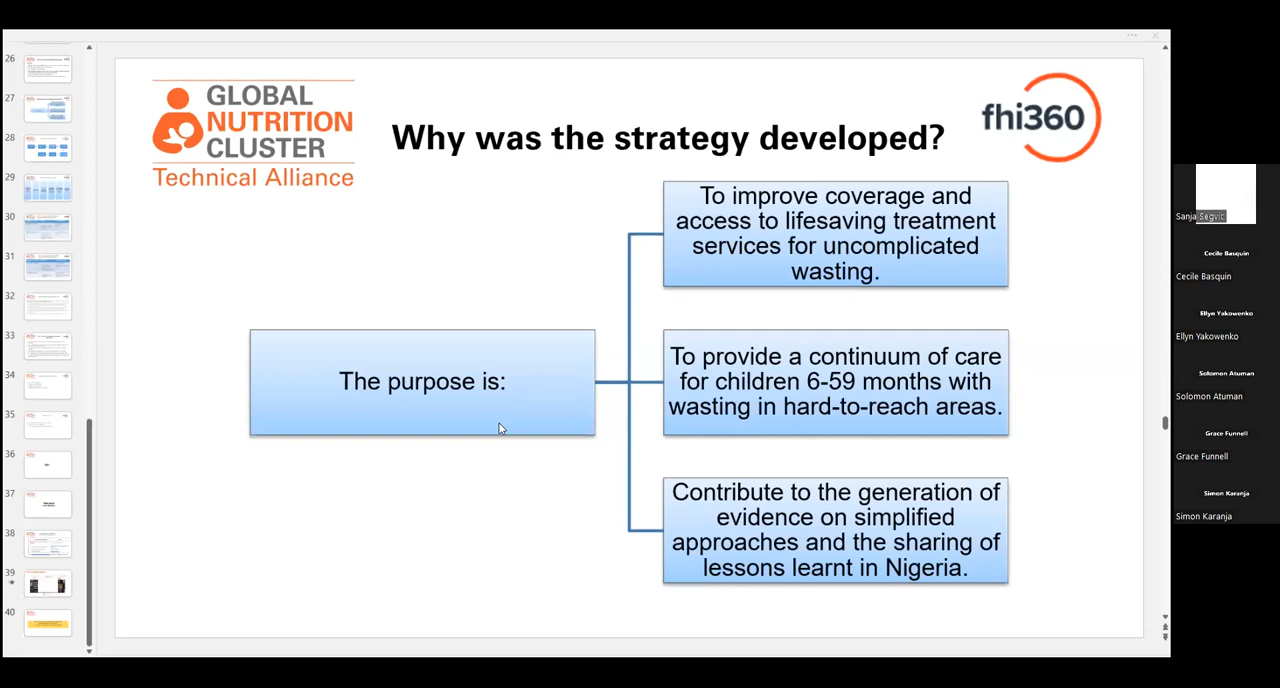 GLOBAL
NUTRITION
CLUSTER
Technical Alliance
Why was the strategy developed?
fhi360
The purpose is:
To improve coverage and
access to lifesaving treatment
services for uncomplicated
wasting.
To provide a continuum of care
for children 6-59 months with
wasting in hard-to-reach areas.
Contribute to the generation of
evidence on simplified
approaches and the sharing of
lessons learnt in Nigeria.
26
27
28
29
30
31
32
33
34
35
36
37
38
39
40
Sanja Segvic
Cecile Basquin
Cecile Basquin
Ellyn Yakowenko
Ellyn Yakowenko
Solomon Atuman
Solomon Atuman
Grace Funnell
Grace Funnell
Simon Karanja
Simon Karanja